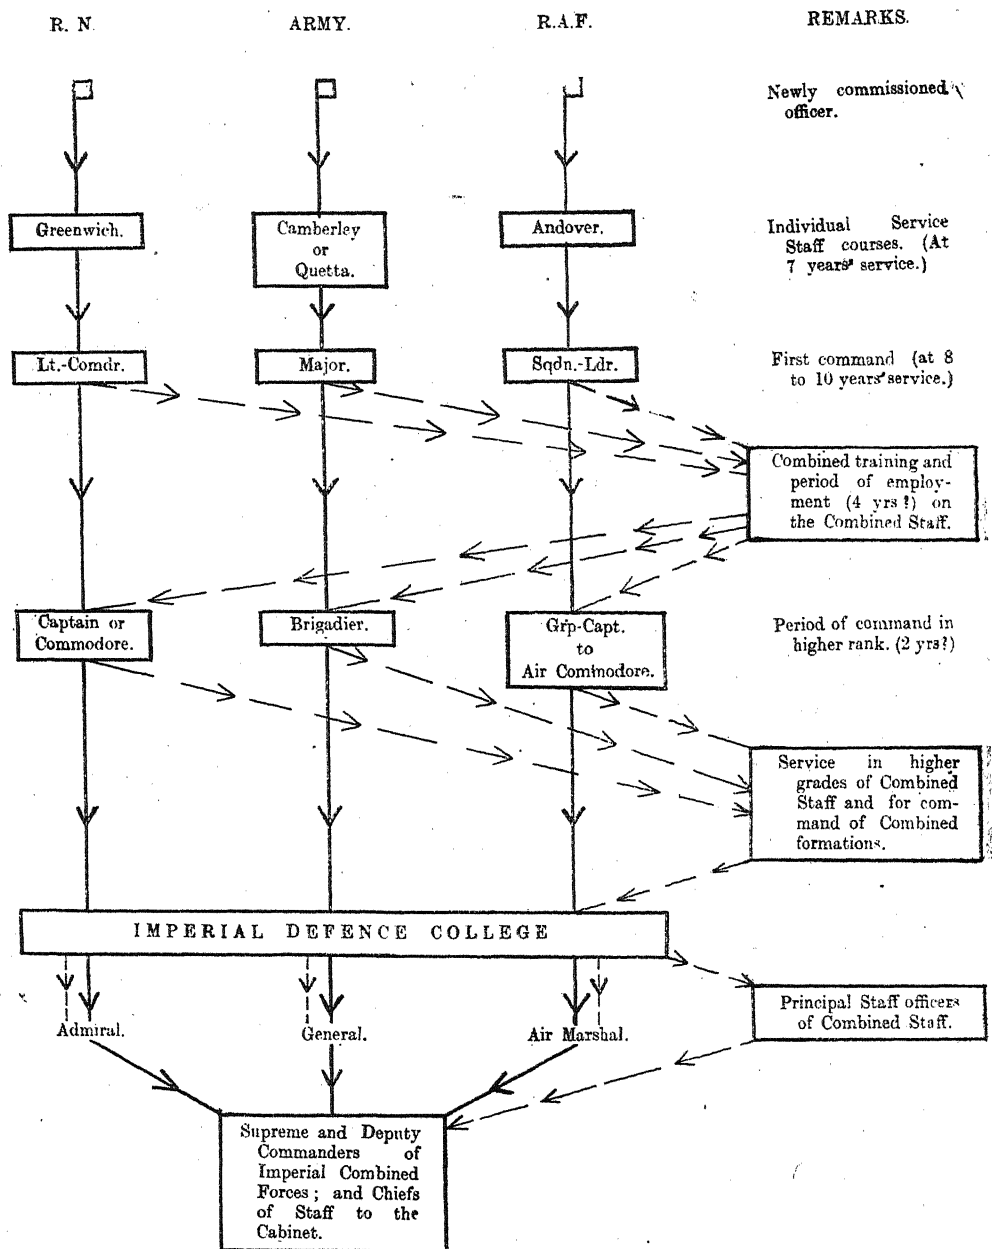 R. N
ARMY.
R.A.F.
REMARKS.
Newly commissioned
officer.
Greenwich.
Camberley
or
Quetta.
Andover.
Individual Service
Staff courses. (At
7 years' service.)
Lt.-Comdr.
Major.
Sqdn.-Ldr.
First command (at 8
to 10 years' service.)
Combined training and
period of employ-
ment (4 yrs?) on
the Combined Staff.
Captain or
Commodore.
Brigadier.
Grp-Capt.
to
Air Commodore.
Period of command in
higher rank. (2 yrs?)
Service in higher
grades of Combined
Staff and for com-
mand of Combined
formations.
IMPERIAL DEFENCE COLLEGE
Admiral.
General.
Air Marshal.
Principal Staff officers
of Combined Staff.
Supreme and Deputy
Commanders of
Imperial Combined
Forces; and Chiefs
of Staff to the
Cabinet.